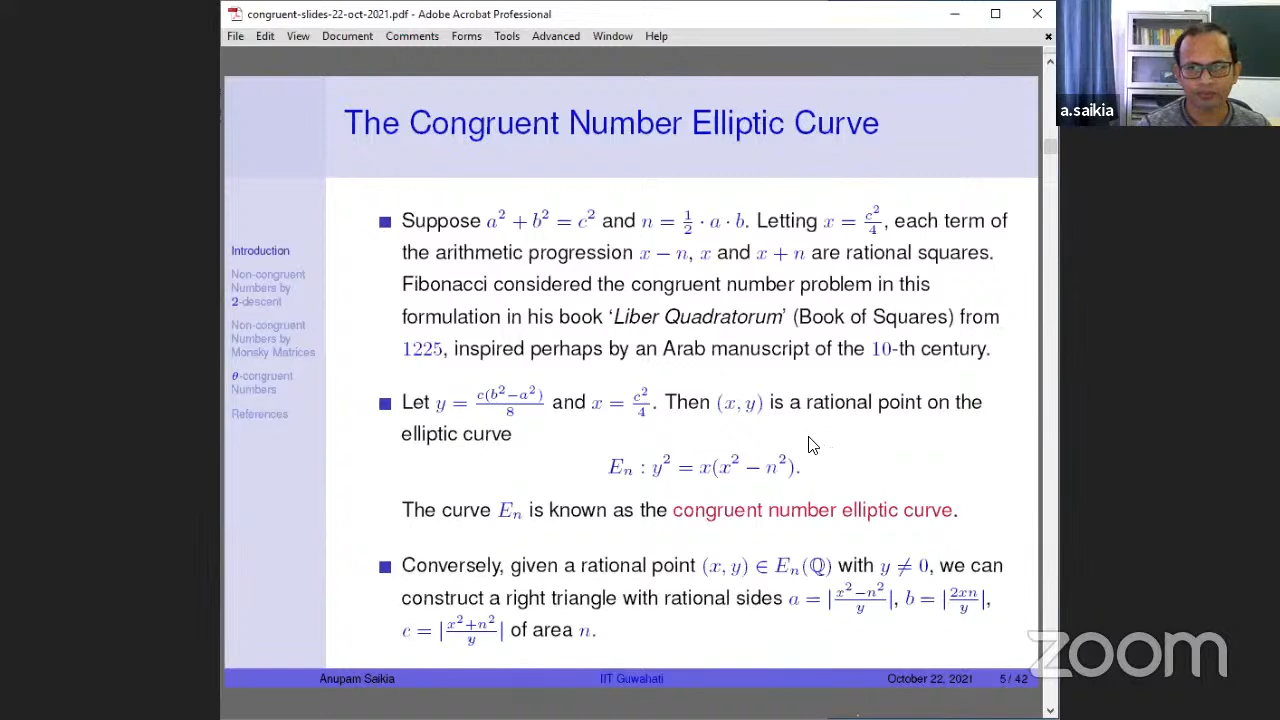 congruent-slides-22-oct-2021.pdf - Adobe Acrobat Professional
File Edit View Document Comments Forms Tools Advanced Window Help
a.saikia
The Congruent Number Elliptic Curve
Introduction
Non-congruent
Numbers by
2-descent
Non-congruent
Numbers by
Monsky Matrices
θ-congruent
Numbers
References
Suppose a² + b² = c² and n = 1/2 · a · b. Letting x = c²/4, each term of
the arithmetic progression x − n, x and x + n are rational squares.
Fibonacci considered the congruent number problem in this
formulation in his book ‘Liber Quadratorum’ (Book of Squares) from
1225, inspired perhaps by an Arab manuscript of the 10-th century.
Let y = c(b²−a²)/8 and x = c²/4. Then (x, y) is a rational point on the
elliptic curve
Eₙ : y² = x(x² − n²).
The curve Eₙ is known as the congruent number elliptic curve.
Conversely, given a rational point (x, y) ∈ Eₙ(ℚ) with y ≠ 0, we can
construct a right triangle with rational sides a = |x²−n²/y|, b = |2xn/y|,
c = |x²+n²/y| of area n.
Anupam Saikia IIT Guwahati October 22, 2021 5 / 42
zoom